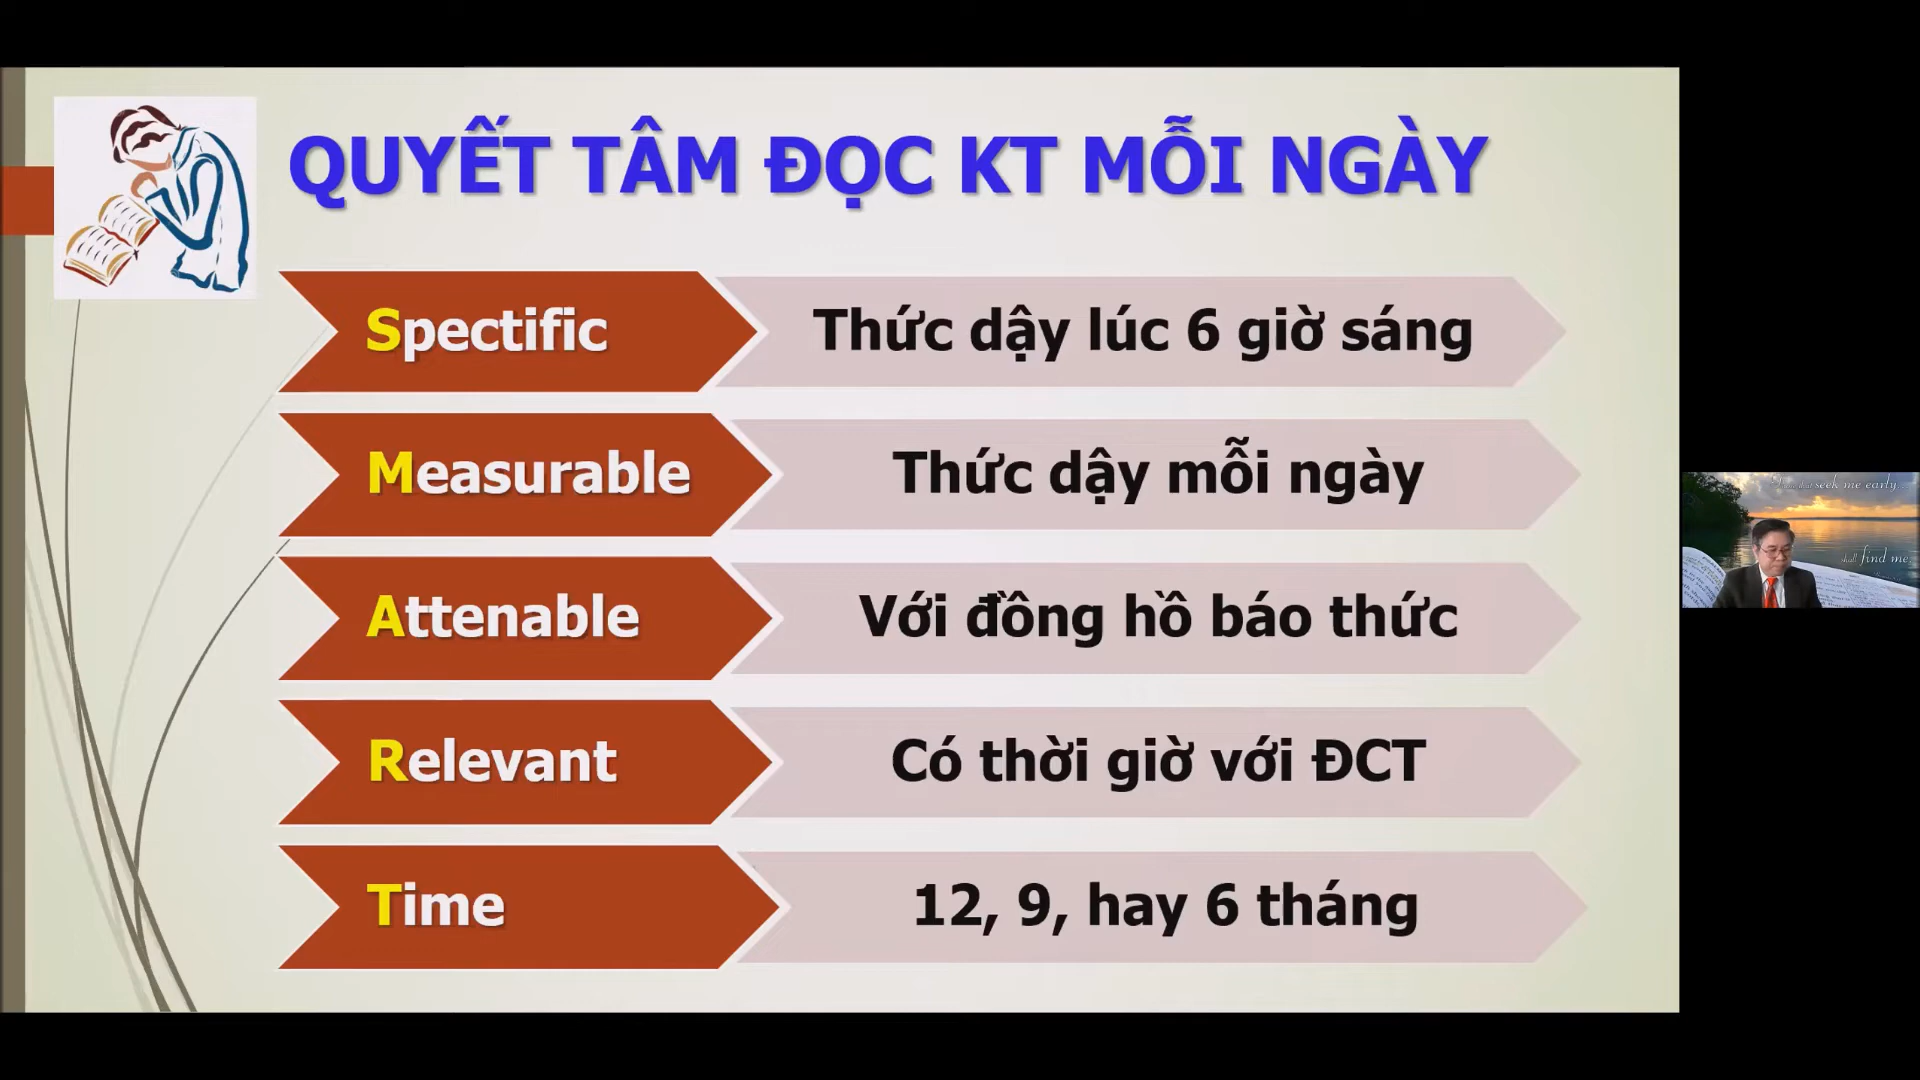 QUYẾT TÂM ĐỌC KT MỖI NGÀY
Spectific
Thức dậy lúc 6 giờ sáng
Measurable
Thức dậy mỗi ngày
Attenable
Với đồng hồ báo thức
Relevant
Có thời giờ với ĐCT
Time
12, 9, hay 6 tháng
seek me early...
shall find me.